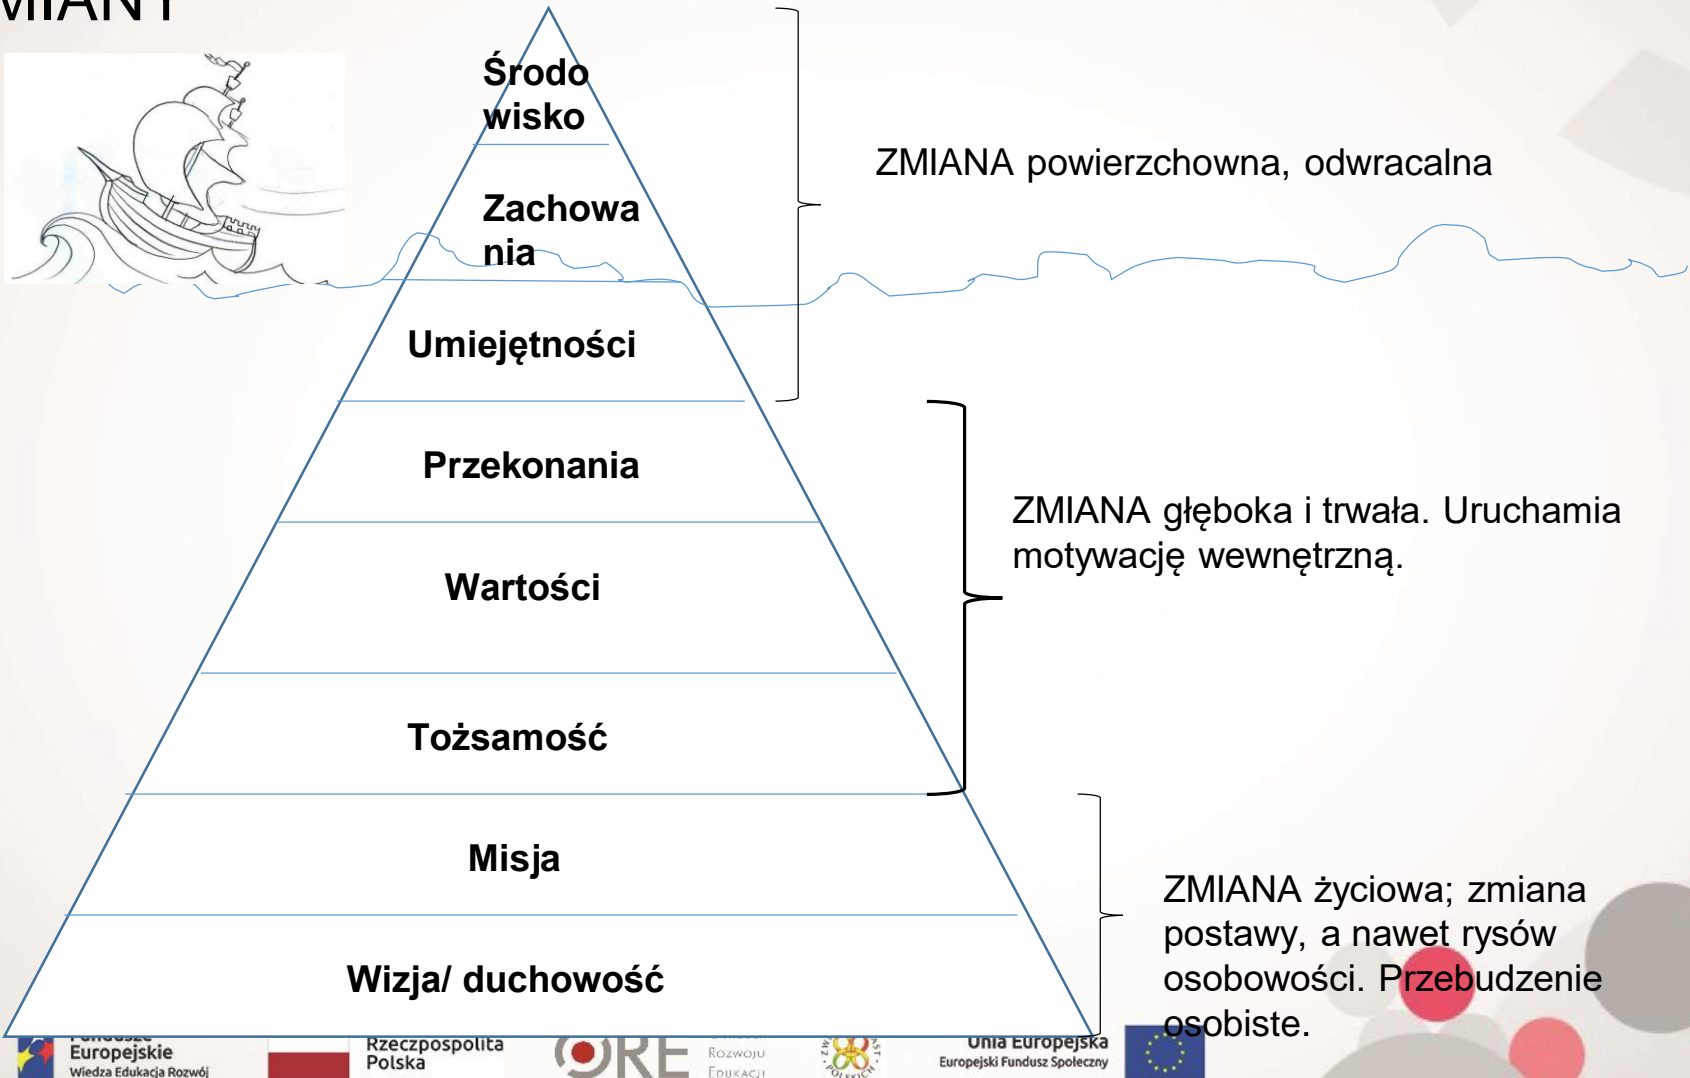 MIANY
Środo
wisko
ZMIANA powierzchowna, odwracalna
Zachowa
nia
Umiejętności
Przekonania
ZMIANA głęboka i trwała. Uruchamia
motywację wewnętrzną.
Wartości
Tożsamość
Misja
ZMIANA życiowa; zmiana
postawy, a nawet rysów
osobowości. Przebudzenie
osobiste.
Wizja/ duchowość
Fundusze
Europejskie
Wiedza Edukacja Rozwój
Rzeczpospolita
Polska
ORE
Rozwoju
Edukacji
Unia Europejska
Europejski Fundusz Społeczny